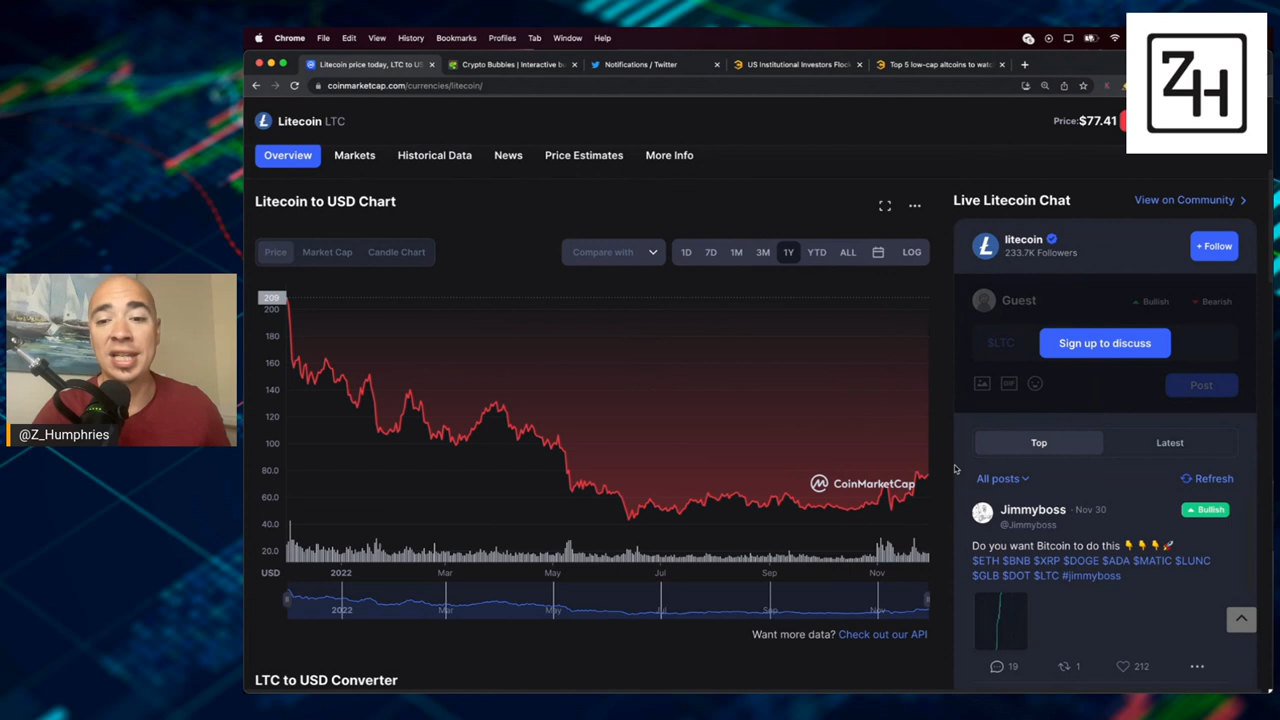 Chrome File Edit View History Bookmarks Profiles Tab Window Help
Litecoin price today, LTC to US
Crypto Bubbles | Interactive bu
Notifications / Twitter
US Institutional Investors Flock
Top 5 low-cap altcoins to watc
coinmarketcap.com/currencies/litecoin/
ZH
Litecoin LTC
Price:$77.41
Overview Markets Historical Data News Price Estimates More Info
Litecoin to USD Chart
Price Market Cap Candle Chart
Compare with
1D 7D 1M 3M 1Y YTD ALL LOG
209
200
180
160
140
120
100
80.0
60.0
40.0
20.0
CoinMarketCap
USD 2022 Mar May Jul Sep Nov
2022 Mar May Jul Sep Nov
Want more data? Check out our API
LTC to USD Converter
Live Litecoin Chat
View on Community
litecoin
233.7K Followers
+ Follow
Guest
Bullish
Bearish
$LTC
Sign up to discuss
GIF
Post
Top
Latest
All posts
Refresh
Jimmyboss · Nov 30
@Jimmyboss
Bullish
Do you want Bitcoin to do this 👇👇👇🚀
$ETH $BNB $XRP $DOGE $ADA $MATIC $LUNC
$GLB $DOT $LTC #jimmyboss
19 1 212
@Z_Humphries